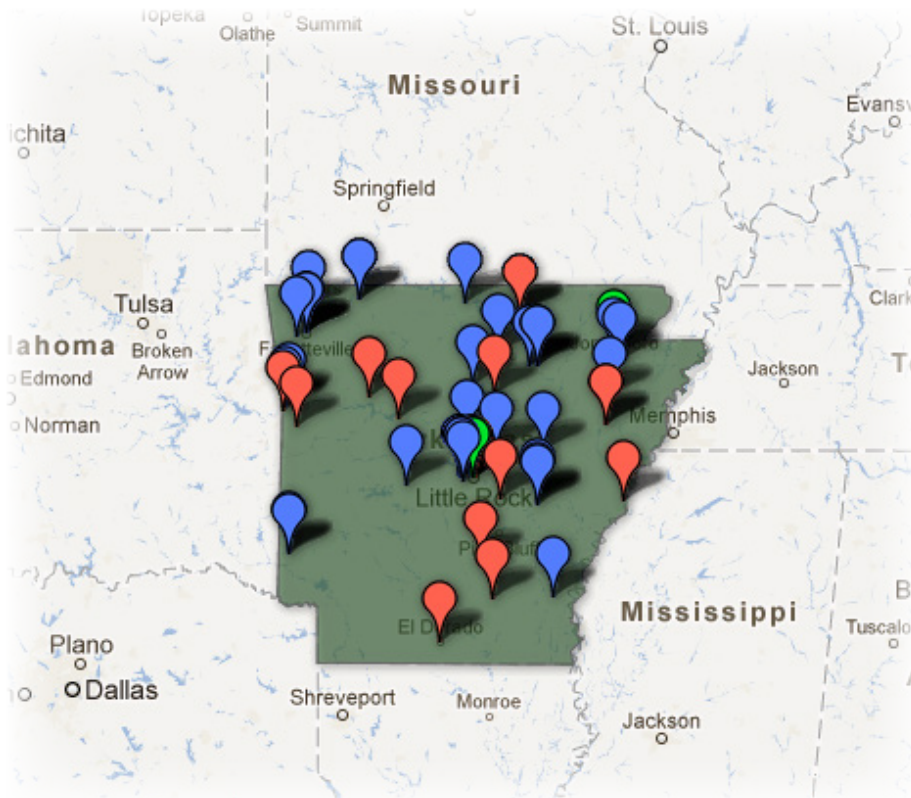 Topeka
Summit
Olathe
St. Louis
Missouri
Evansv
ichita
Springfield
Tulsa
Clark
lahoma
Broken
Arrow
Fayetteville
Edmond
Jackson
Norman
Memphis
Little Rock
Mississippi
El Dorado
Tuscalo
Plano
Dallas
Shreveport
Monroe
Jackson